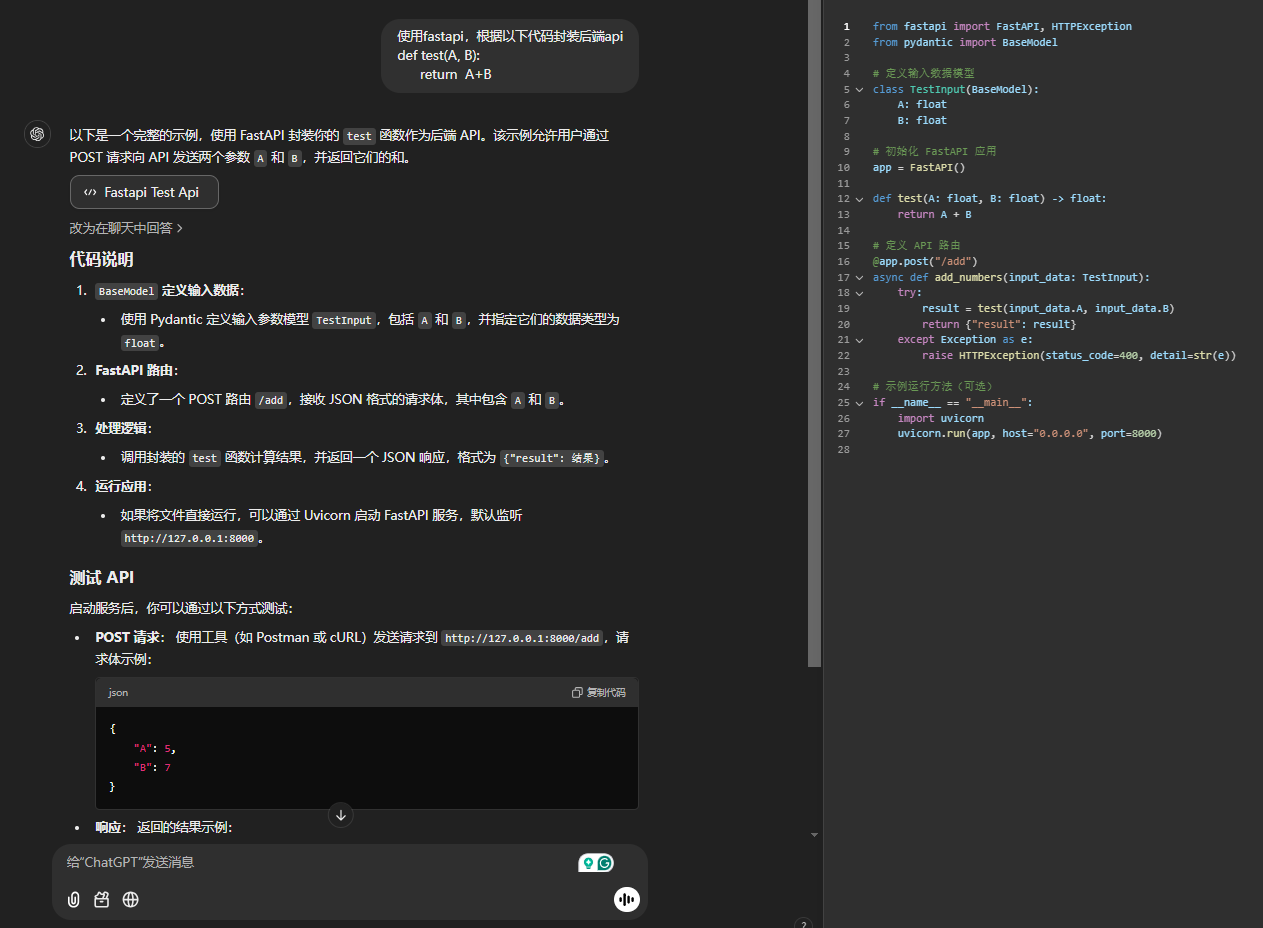 使用fastapi，根据以下代码封装后端api
def test(A, B):
return A+B
以下是一个完整的示例，使用 FastAPI 封装你的 test 函数作为后端 API。该示例允许用户通过
POST 请求向 API 发送两个参数 A 和 B，并返回它们的和。
Fastapi Test Api
改为在聊天中回答 >
代码说明
1. BaseModel 定义输入数据：
• 使用 Pydantic 定义输入参数模型 TestInput，包括 A 和 B，并指定它们的数据类型为
float。
2. FastAPI 路由：
• 定义了一个 POST 路由 /add，接收 JSON 格式的请求体，其中包含 A 和 B。
3. 处理逻辑：
• 调用封装的 test 函数计算结果，并返回一个 JSON 响应，格式为 {"result": 结果}。
4. 运行应用：
• 如果将文件直接运行，可以通过 Uvicorn 启动 FastAPI 服务，默认监听
http://127.0.0.1:8000。
测试 API
启动服务后，你可以通过以下方式测试：
• POST 请求： 使用工具（如 Postman 或 cURL）发送请求到 http://127.0.0.1:8000/add，请
求体示例：
json 复制代码
{
"A": 5,
"B": 7
}
• 响应： 返回的结果示例：
给“ChatGPT”发送消息
?
1 from fastapi import FastAPI, HTTPException
2 from pydantic import BaseModel
3
4 # 定义输入数据模型
5 class TestInput(BaseModel):
6 A: float
7 B: float
8
9 # 初始化 FastAPI 应用
10 app = FastAPI()
11
12 def test(A: float, B: float) -> float:
13 return A + B
14
15 # 定义 API 路由
16 @app.post("/add")
17 async def add_numbers(input_data: TestInput):
18 try:
19 result = test(input_data.A, input_data.B)
20 return {"result": result}
21 except Exception as e:
22 raise HTTPException(status_code=400, detail=str(e))
23
24 # 示例运行方法（可选）
25 if __name__ == "__main__":
26 import uvicorn
27 uvicorn.run(app, host="0.0.0.0", port=8000)
28